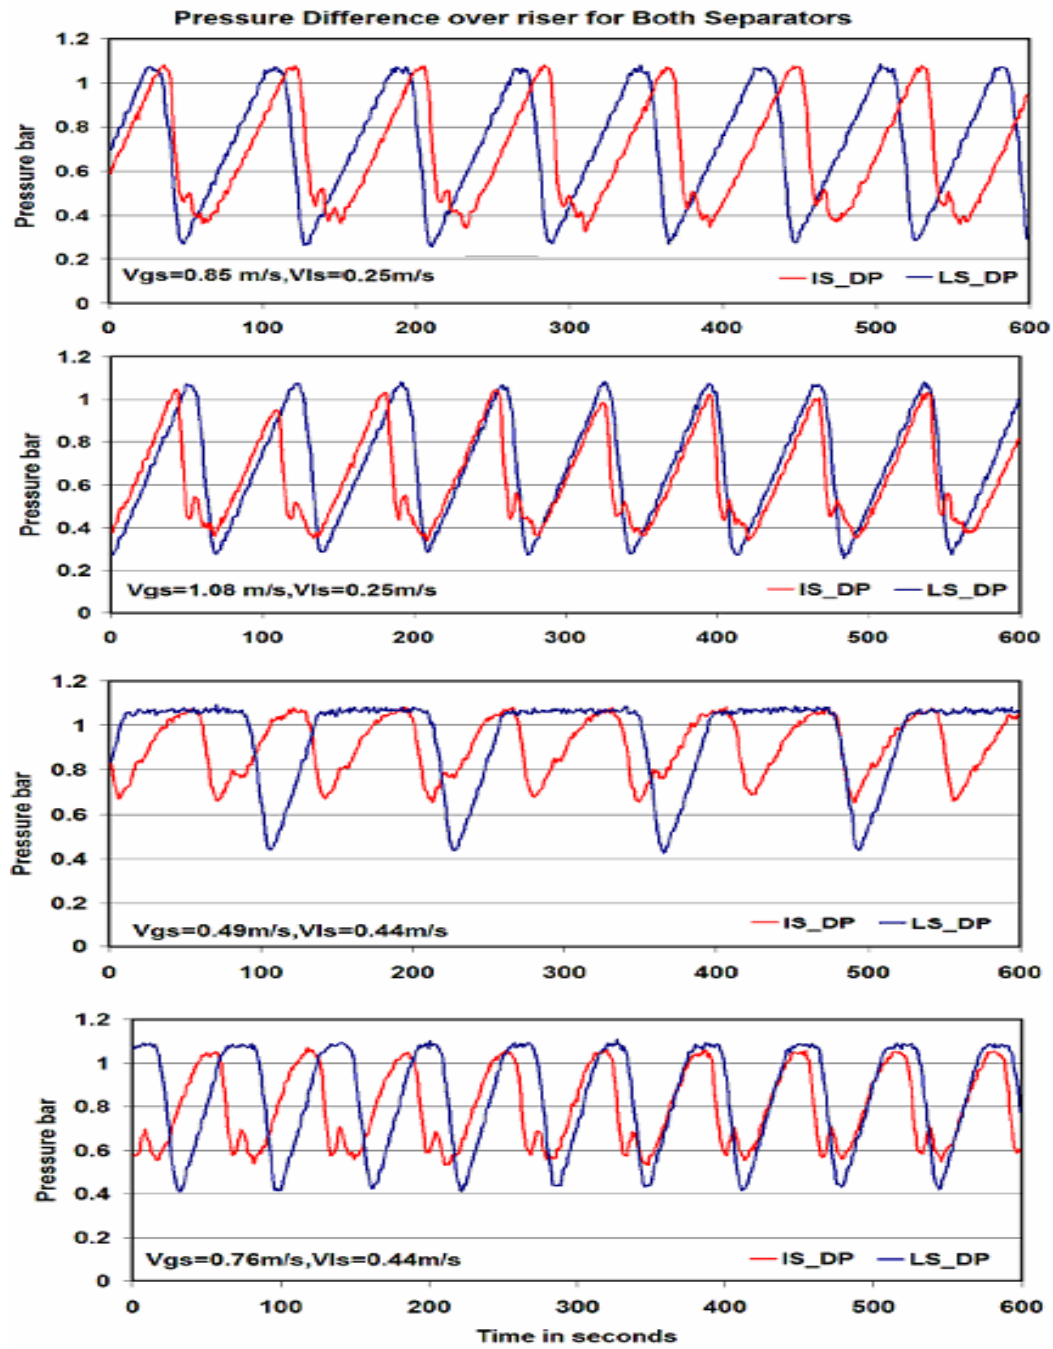 Pressure Difference over riser for Both Separators
1.2
1
0.8
0.6
0.4
0.2
0
Pressure bar
Vgs=0.85 m/s,Vls=0.25m/s
IS_DP LS_DP
0 100 200 300 400 500 600
1.2
1
0.8
0.6
0.4
0.2
0
Pressure bar
Vgs=1.08 m/s,Vls=0.25m/s
IS_DP LS_DP
0 100 200 300 400 500 600
1.2
1
0.8
0.6
0.4
0.2
0
Pressure bar
Vgs=0.49m/s,Vls=0.44m/s
IS_DP LS_DP
0 100 200 300 400 500 600
1.2
1
0.8
0.6
0.4
0.2
0
Pressure bar
Vgs=0.76m/s,Vls=0.44m/s
IS_DP LS_DP
0 100 200 300 400 500 600
Time in seconds